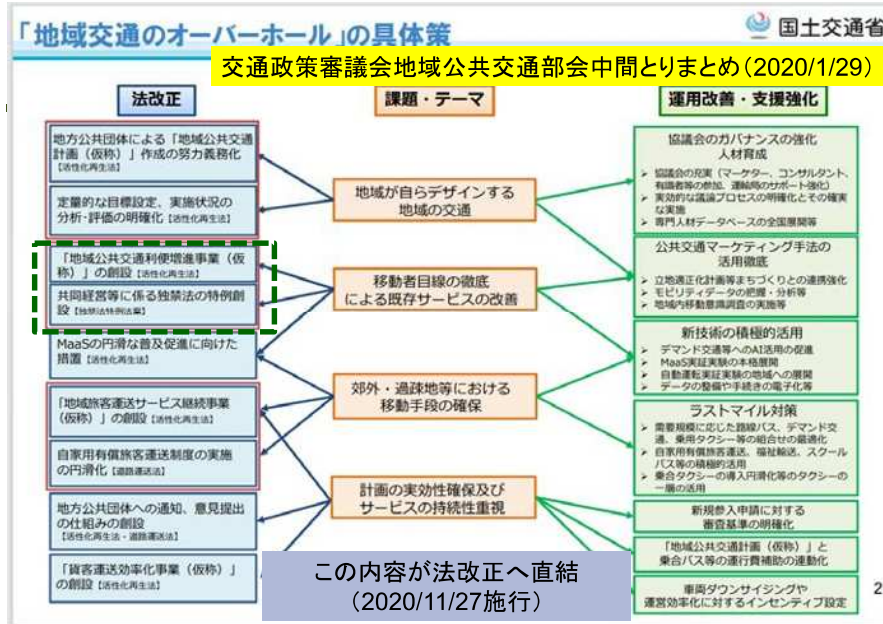 「地域交通のオーバーホール」の具体策
国土交通省
交通政策審議会地域公共交通部会中間とりまとめ（2020/1/29）
法改正
地方公共団体による「地域公共交通
計画（仮称）」作成の努力義務化
【活性化再生法】
定量的な目標設定、実施状況の
分析・評価の明確化【活性化再生法】
「地域公共交通利便増進事業（仮
称）」の創設【活性化再生法】
共同経営等に係る独禁法の特例創
設【独禁法特例法案】
MaaSの円滑な普及促進に向けた
措置【活性化再生法】
「地域旅客運送サービス継続事業
（仮称）」の創設【活性化再生法】
自家用有償旅客運送制度の実施
の円滑化【道路運送法】
地方公共団体への通知、意見提出
の仕組みの創設
【活性化再生法・道路運送法】
「貨客運送効率化事業（仮称）」
の創設【活性化再生法】
課題・テーマ
地域が自らデザインする
地域の交通
移動者目線の徹底
による既存サービスの改善
郊外・過疎地等における
移動手段の確保
計画の実効性確保及び
サービスの持続性重視
運用改善・支援強化
協議会のガバナンスの強化
人材育成
➢ 協議会の充実（マーケター、コンサルタント、
有識者等の参加、運輸局のサポート強化）
➢ 実効的な議論プロセスの明確化とその確実
な実施
➢ 専門人材データベースの全国展開等
公共交通マーケティング手法の
活用徹底
➢ 立地適正化計画等まちづくりとの連携強化
➢ モビリティデータの把握・分析等
➢ 地域内移動意識調査の実施等
新技術の積極的活用
➢ デマンド交通等へのAI活用の促進
➢ MaaS実証実験の本格展開
➢ 自動運転実証実験の地域への展開
➢ データの整備や手続きの電子化等
ラストマイル対策
➢ 需要規模に応じた路線バス、デマンド交
通、乗用タクシー等の組合せの最適化
➢ 自家用有償旅客運送、福祉輸送、スクール
バス等の積極的活用
➢ 乗合タクシーの導入円滑化等のタクシーの
一層の活用
新規参入申請に対する
審査基準の明確化
「地域公共交通計画（仮称）」と
乗合バス等の運行費補助の連動化
車両ダウンサイジングや
運営効率化に対するインセンティブ設定
この内容が法改正へ直結
（2020/11/27施行）
2